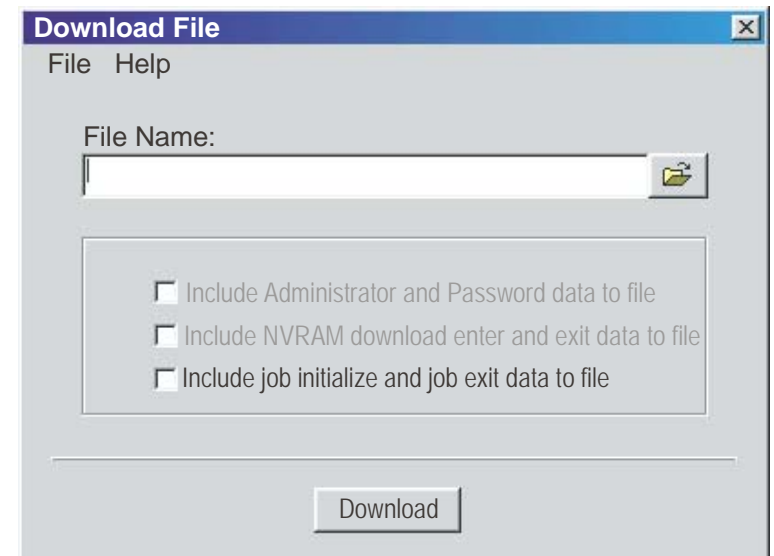 Download File
File Help
File Name:
Include Administrator and Password data to file
Include NVRAM download enter and exit data to file
Include job initialize and job exit data to file
Download